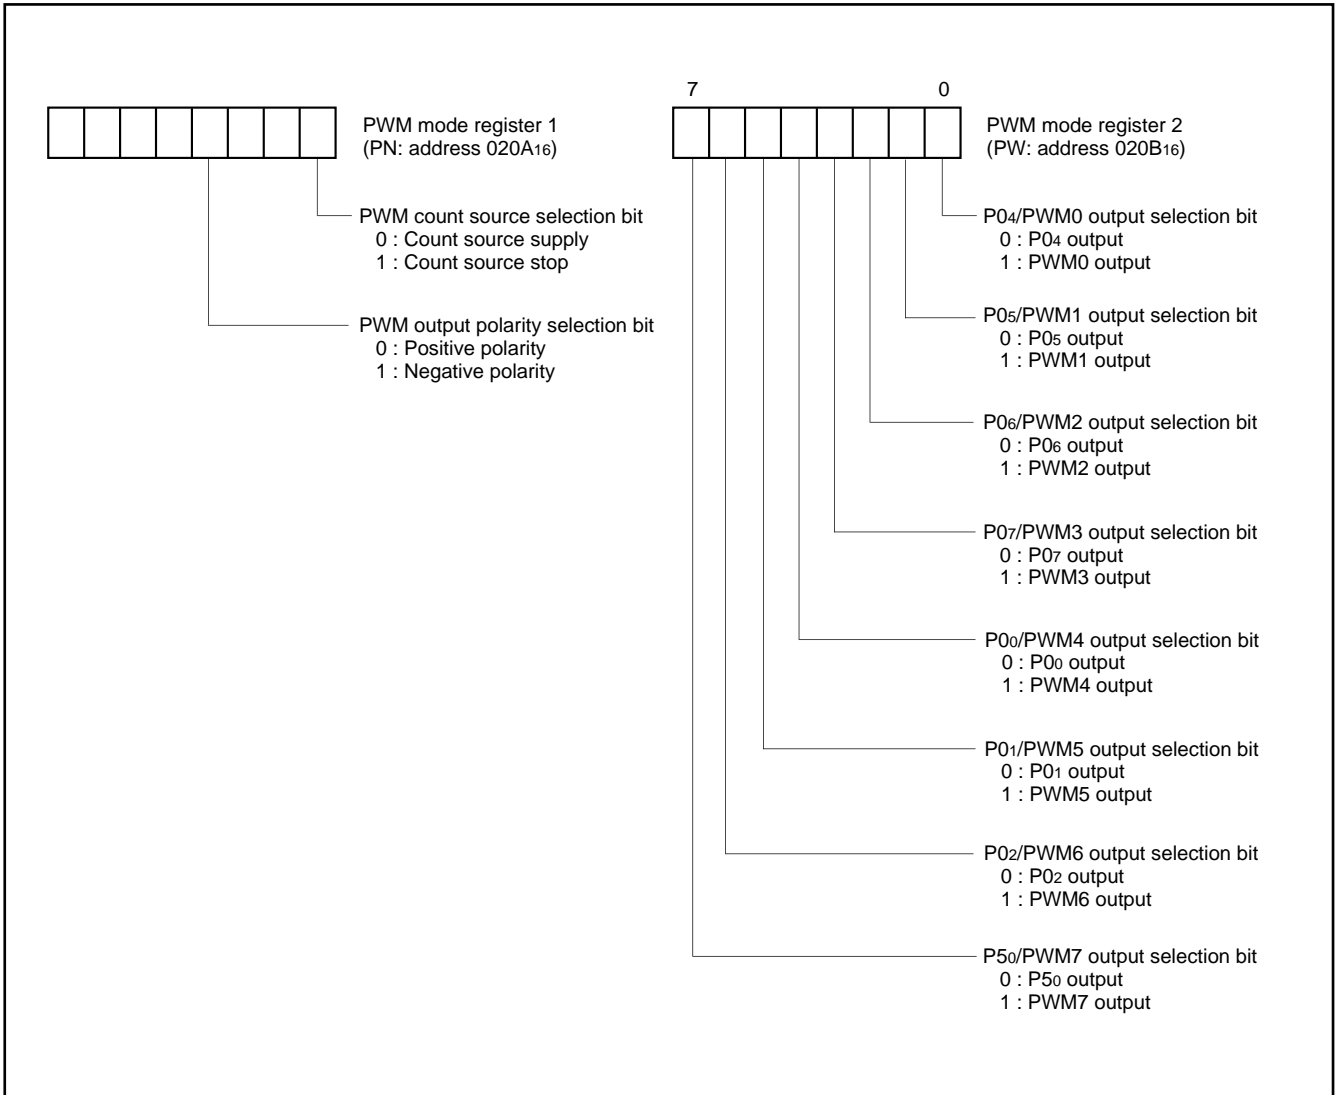 PWM mode register 1
(PN: address 020A16)
PWM count source selection bit
0 : Count source supply
1 : Count source stop
PWM output polarity selection bit
0 : Positive polarity
1 : Negative polarity
7 0
PWM mode register 2
(PW: address 020B16)
P04/PWM0 output selection bit
0 : P04 output
1 : PWM0 output
P05/PWM1 output selection bit
0 : P05 output
1 : PWM1 output
P06/PWM2 output selection bit
0 : P06 output
1 : PWM2 output
P07/PWM3 output selection bit
0 : P07 output
1 : PWM3 output
P00/PWM4 output selection bit
0 : P00 output
1 : PWM4 output
P01/PWM5 output selection bit
0 : P01 output
1 : PWM5 output
P02/PWM6 output selection bit
0 : P02 output
1 : PWM6 output
P50/PWM7 output selection bit
0 : P50 output
1 : PWM7 output